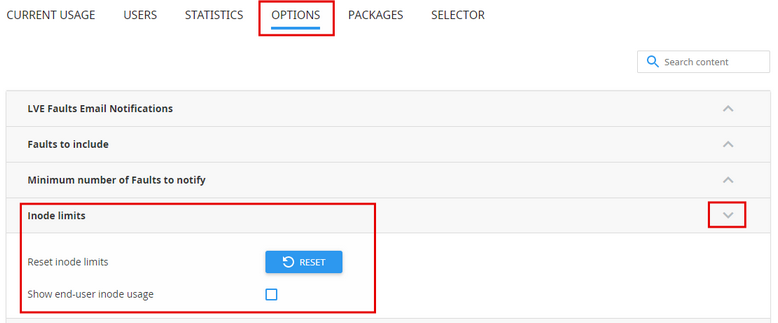 CURRENT USAGE USERS STATISTICS OPTIONS PACKAGES SELECTOR
Search content
LVE Faults Email Notifications
Faults to include
Minimum number of Faults to notify
Inode limits
Reset inode limits RESET
Show end-user inode usage